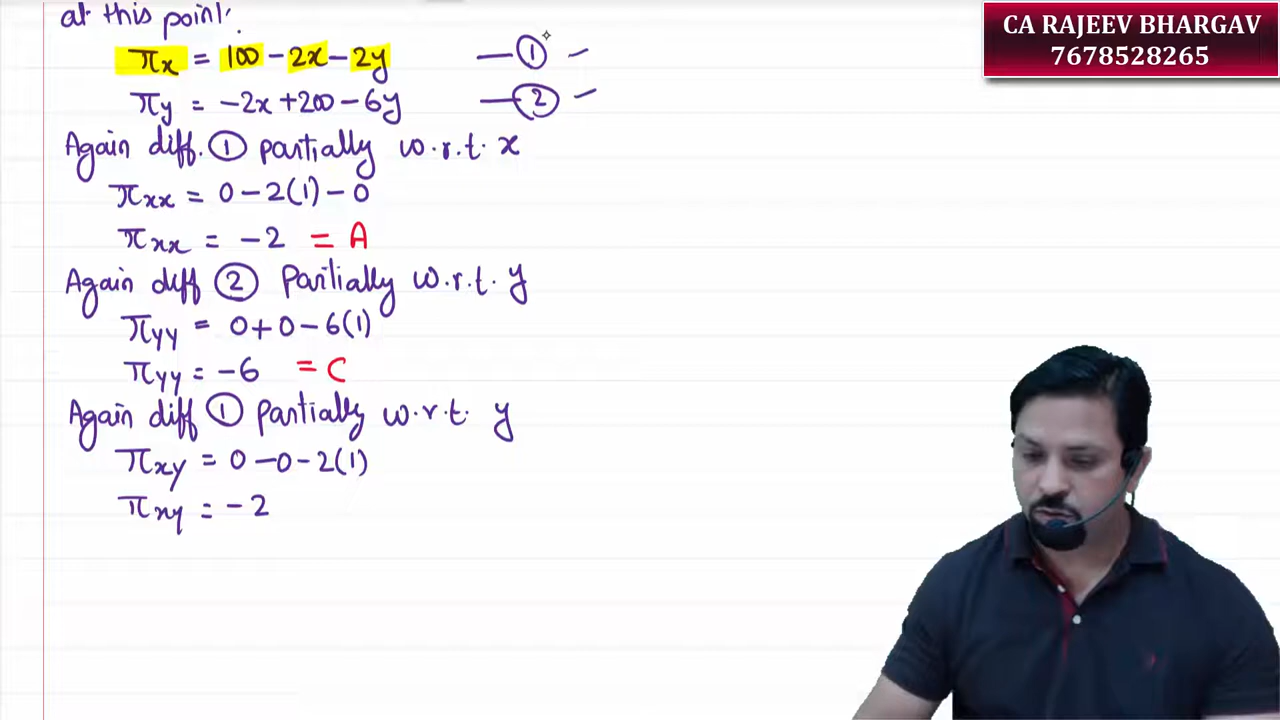 at this point.
πx = 100 - 2x - 2y — ①
πy = -2x + 200 - 6y — ②
Again diff. ① partially w.r.t. x
πxx = 0 - 2(1) - 0
πxx = -2 = A
Again diff ② Partially w.r.t. y
πyy = 0 + 0 - 6(1)
πyy = -6 = C
Again diff ① partially w.r.t. y
πxy = 0 - 0 - 2(1)
πxy = -2
CA RAJEEV BHARGAV
7678528265